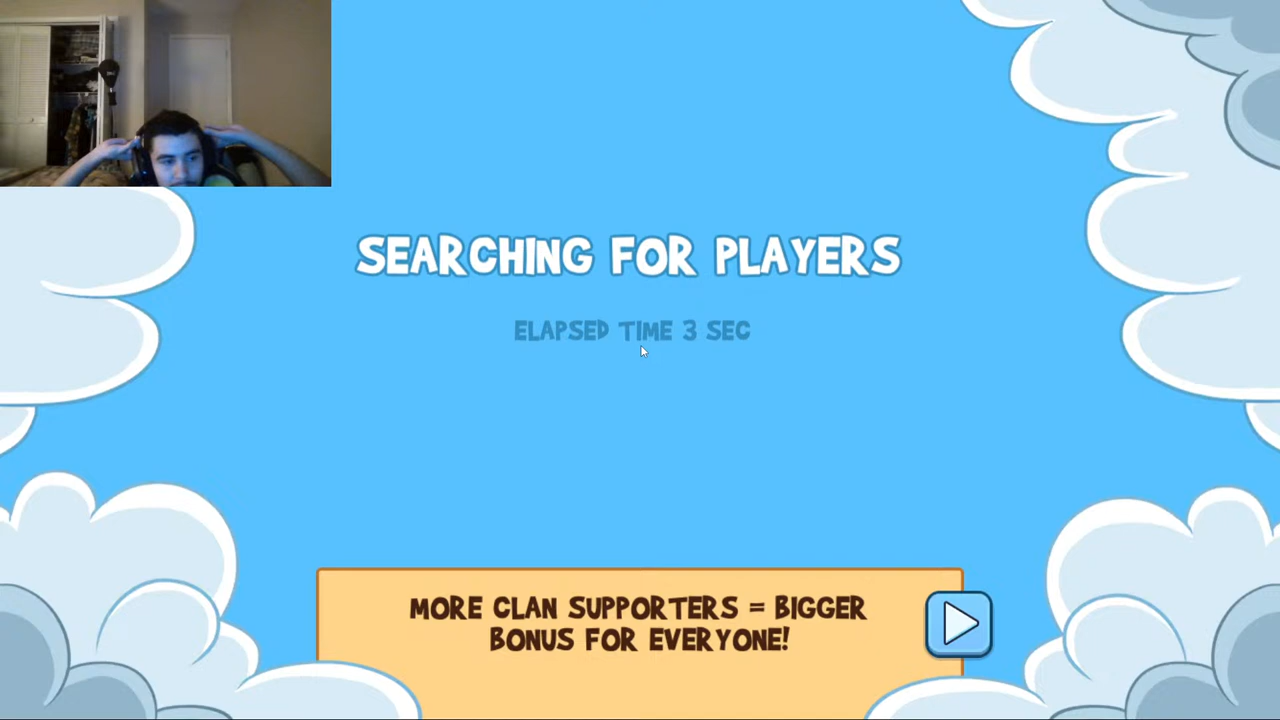 SEARCHING FOR PLAYERS
ELAPSED TIME 3 SEC
MORE CLAN SUPPORTERS = BIGGER
BONUS FOR EVERYONE!